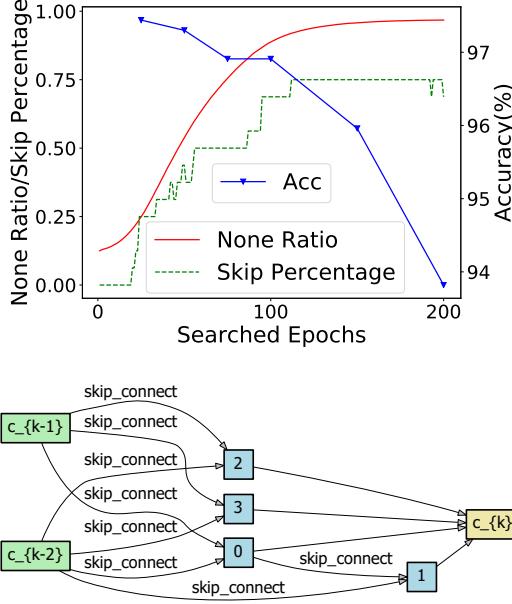 1.00
0.75
0.50
0.25
0.00
None Ratio/Skip Percentage
97
96
95
94
Accuracy(%)
Acc
None Ratio
Skip Percentage
0
100
200
Searched Epochs
skip_connect
c_{k-1}
skip_connect
skip_connect
2
skip_connect
3
c_{k}
skip_connect
0
c_{k-2}
skip_connect
skip_connect
1
skip_connect